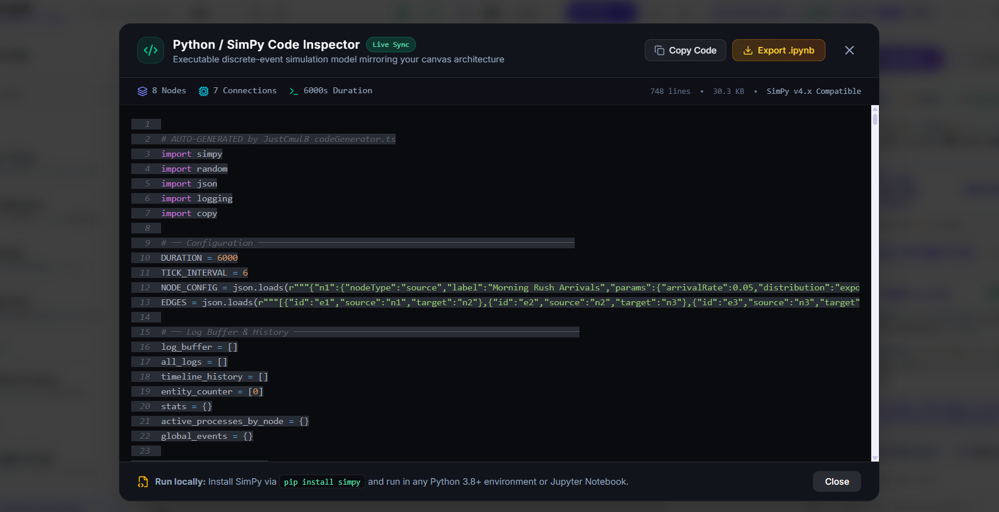 Python / SimPy Code Inspector Live Sync
Executable discrete-event simulation model mirroring your canvas architecture
Copy Code
Export .ipynb
8 Nodes 7 Connections 6000s Duration
748 lines • 30.3 KB • SimPy v4.x Compatible
1
2 # AUTO-GENERATED by JustCmul8 codeGenerator.ts
3 import simpy
4 import random
5 import json
6 import logging
7 import copy
8
9 # ── Configuration ──────────────────────────────────────────────────────────────
10 DURATION = 6000
11 TICK_INTERVAL = 6
12 NODE_CONFIG = json.loads(r"""{"n1":{"nodeType":"source","label":"Morning Rush Arrivals","params":{"arrivalRate":0.05,"distribution":"expo
13 EDGES = json.loads(r"""[{"id":"e1","source":"n1","target":"n2"},{"id":"e2","source":"n2","target":"n3"},{"id":"e3","source":"n3","target"
14
15 # ── Log Buffer & History ────────────────────────────────────────────────────────
16 log_buffer = []
17 all_logs = []
18 timeline_history = []
19 entity_counter = [0]
20 stats = {}
21 active_processes_by_node = {}
22 global_events = {}
23
Run locally: Install SimPy via pip install simpy and run in any Python 3.8+ environment or Jupyter Notebook.
Close